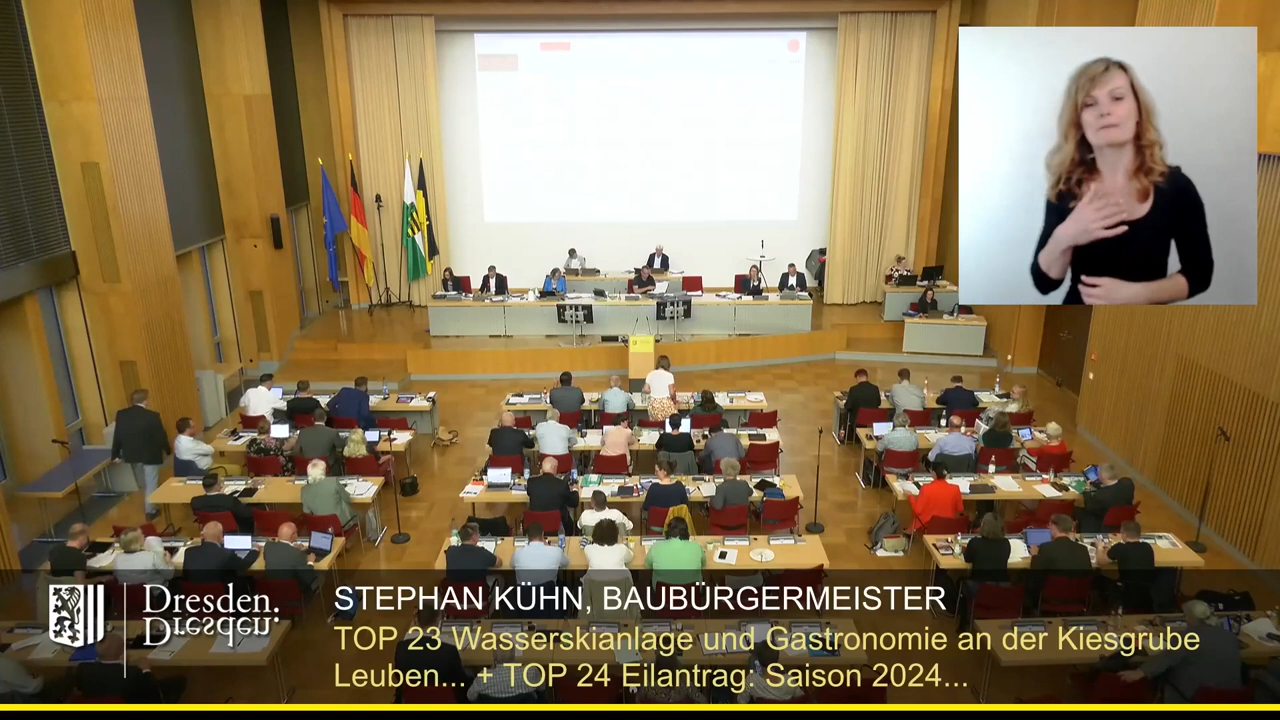 Dresden.
Dresden.
STEPHAN KÜHN, BAUBÜRGERMEISTER
TOP 23 Wasserskianlage und Gastronomie an der Kiesgrube
Leuben... + TOP 24 Eilantrag: Saison 2024...